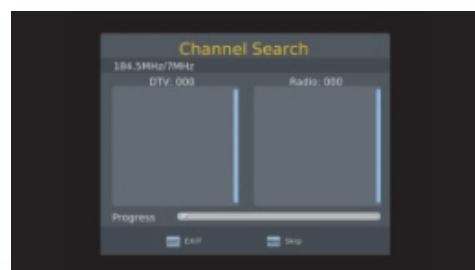 Channel Search
184.5MHz/7MHz
DTV: 000 Radio: 000
Progress
EXIT Skip